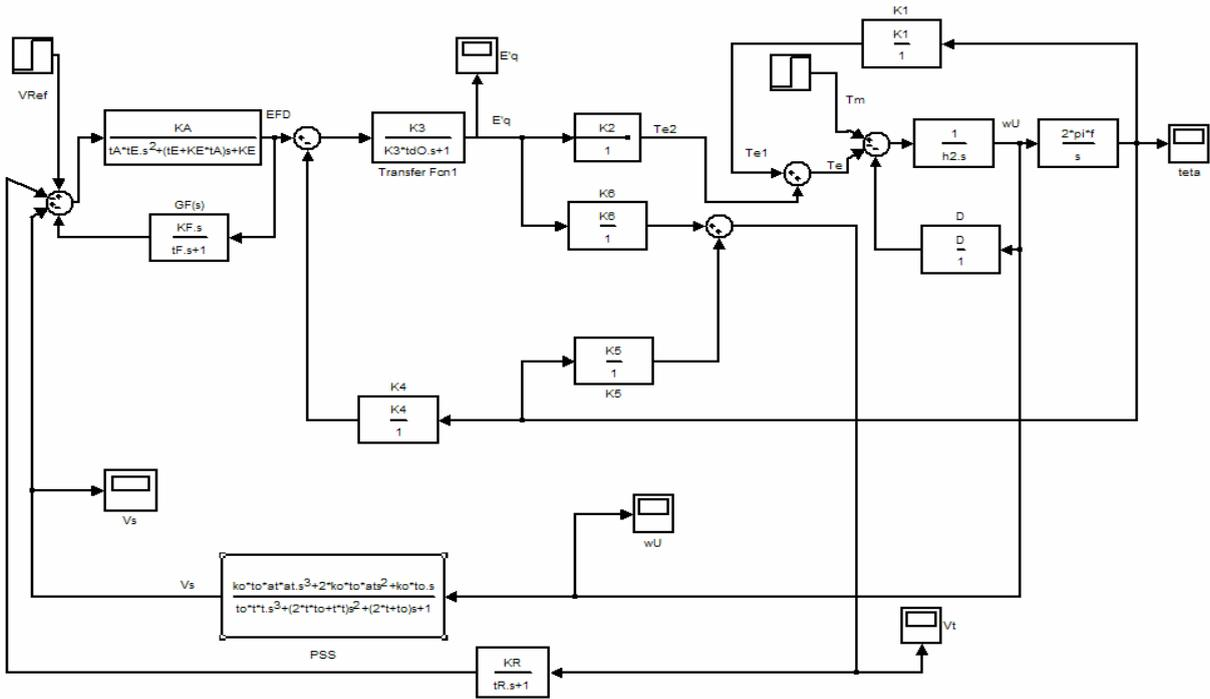 K1
K1
1
E'q
VRef
Tm
EFD
KA
tA*tE.s²+(tE+KE*tA)s+KE
K3
K3*tdO.s+1
Transfer Fcn1
E'q
K2
1
Te2
Te1
Te
1
h2.s
wU
2*pi*f
s
teta
GF(s)
KF.s
tF.s+1
K6
K6
1
D
D
1
K5
1
K5
K4
K4
1
Vs
wU
Vs
ko*to*at*at.s³+2*ko*to*ats²+ko*to.s
to*t*t.s³+(2*t*to+t*t)s²+(2*t+to)s+1
PSS
KR
tR.s+1
Vt